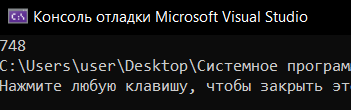 Консоль отладки Microsoft Visual Studio
748
C:\Users\user\Desktop\Системное програм
Нажмите любую клавишу, чтобы закрыть эт